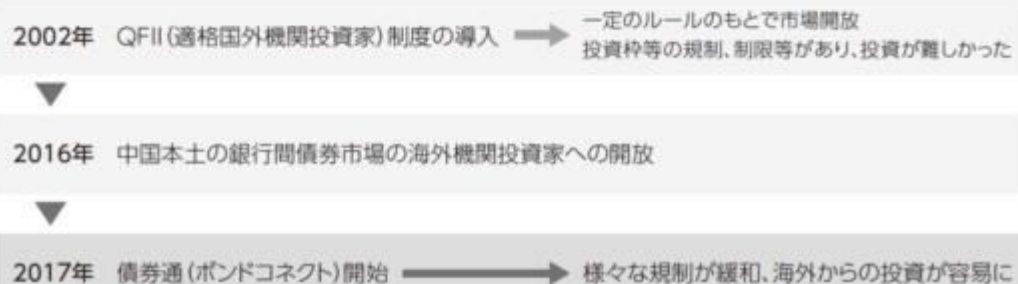 2002年 QFII(適格国外機関投資家)制度の導入
一定のルールのもとで市場開放
投資枠等の規制、制限等があり、投資が難しかった
2016年 中国本土の銀行間債券市場の海外機関投資家への開放
2017年 債券通(ボンドコネクト)開始
様々な規制が緩和、海外からの投資が容易に